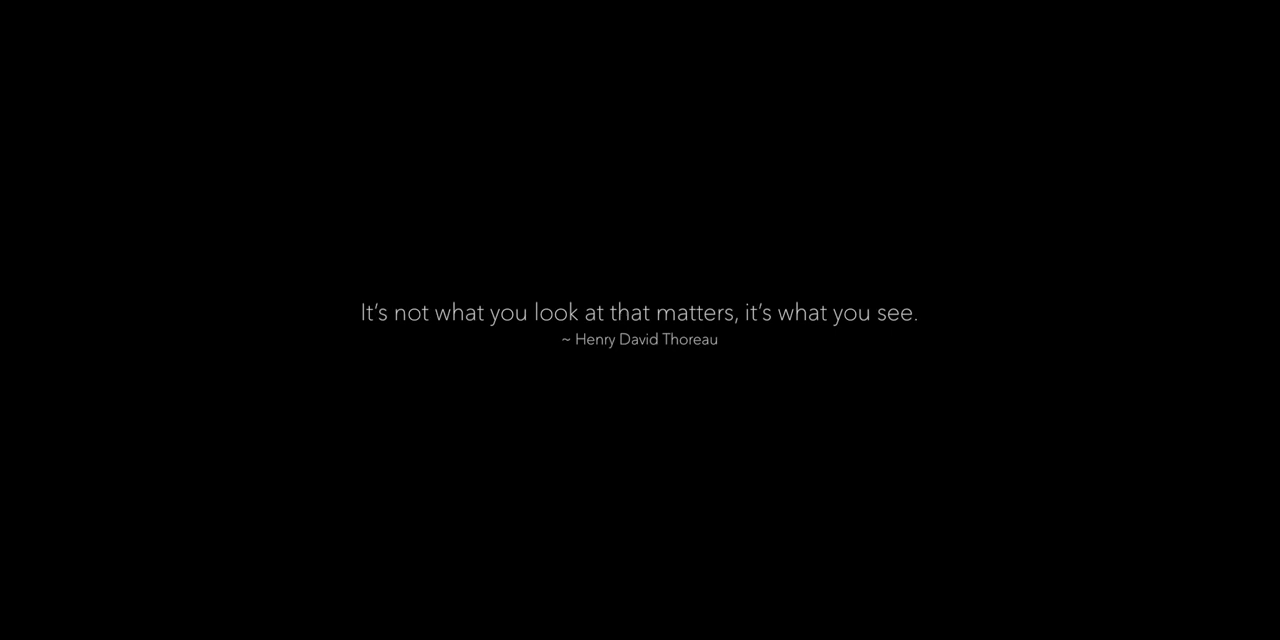 It’s not what you look at that matters, it’s what you see.
~ Henry David Thoreau